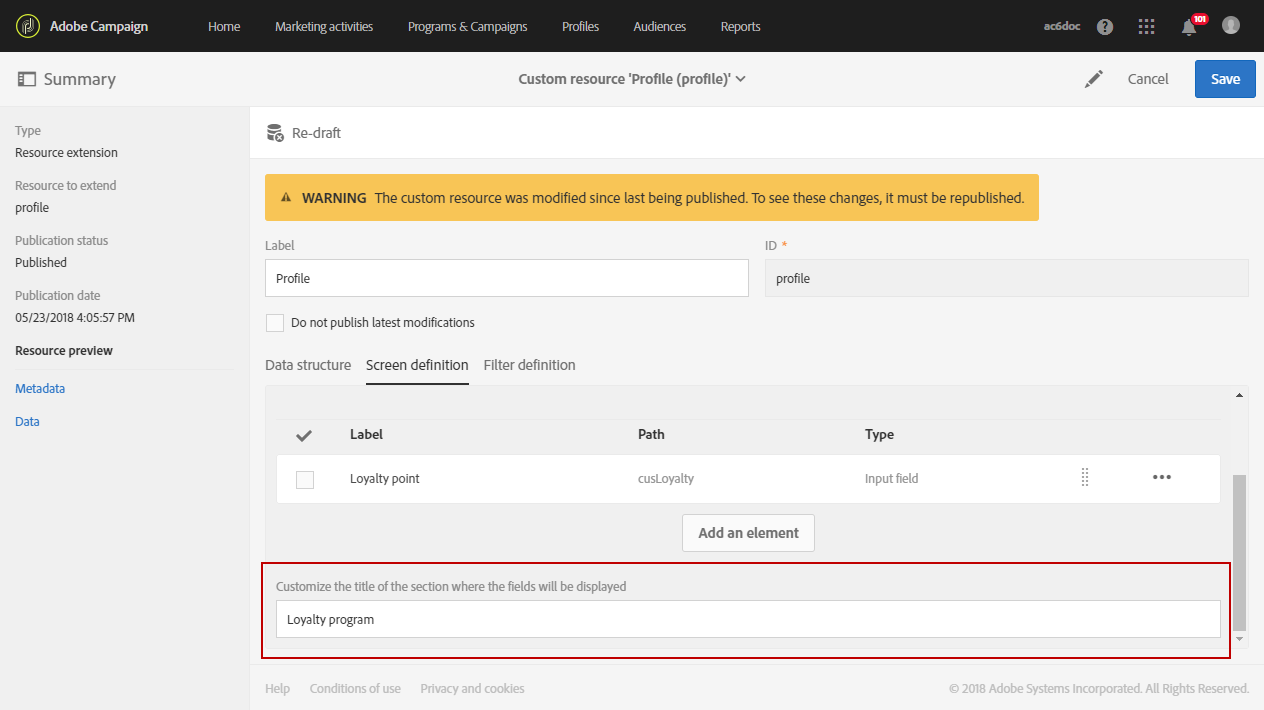 Adobe Campaign
Home
Marketing activities
Programs & Campaigns
Profiles
Audiences
Reports
ac6doc
?
101
Summary
Custom resource 'Profile (profile)'
Cancel
Save
Type
Resource extension
Resource to extend
profile
Publication status
Published
Publication date
05/23/2018 4:05:57 PM
Resource preview
Metadata
Data
Re-draft
WARNING The custom resource was modified since last being published. To see these changes, it must be republished.
Label
ID *
Profile
profile
Do not publish latest modifications
Data structure
Screen definition
Filter definition
Label
Path
Type
Loyalty point
cusLoyalty
Input field
Add an element
Customize the title of the section where the fields will be displayed
Loyalty program
Help
Conditions of use
Privacy and cookies
© 2018 Adobe Systems Incorporated. All Rights Reserved.